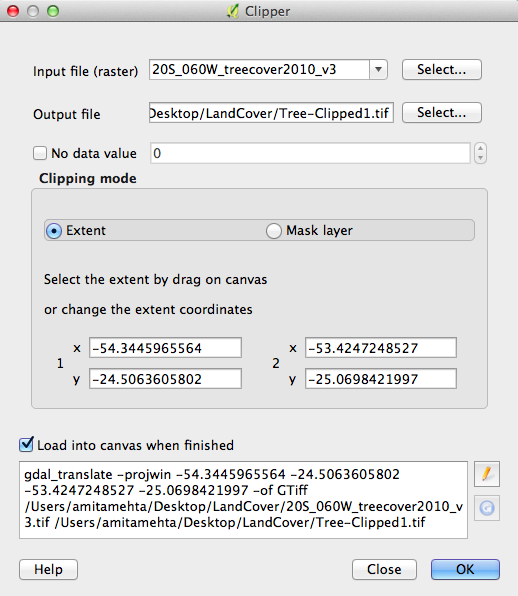 Clipper
Input file (raster) 20S_060W_treecover2010_v3 Select...
Output file Desktop/LandCover/Tree-Clipped1.tif Select...
No data value 0
Clipping mode
Extent Mask layer
Select the extent by drag on canvas
or change the extent coordinates
x -54.3445965564 x -53.4247248527
1 2
y -24.5063605802 y -25.0698421997
Load into canvas when finished
gdal_translate -projwin -54.3445965564 -24.5063605802
-53.4247248527 -25.0698421997 -of GTiff
/Users/amitamehta/Desktop/LandCover/20S_060W_treecover2010_v
3.tif /Users/amitamehta/Desktop/LandCover/Tree-Clipped1.tif
Help Close OK